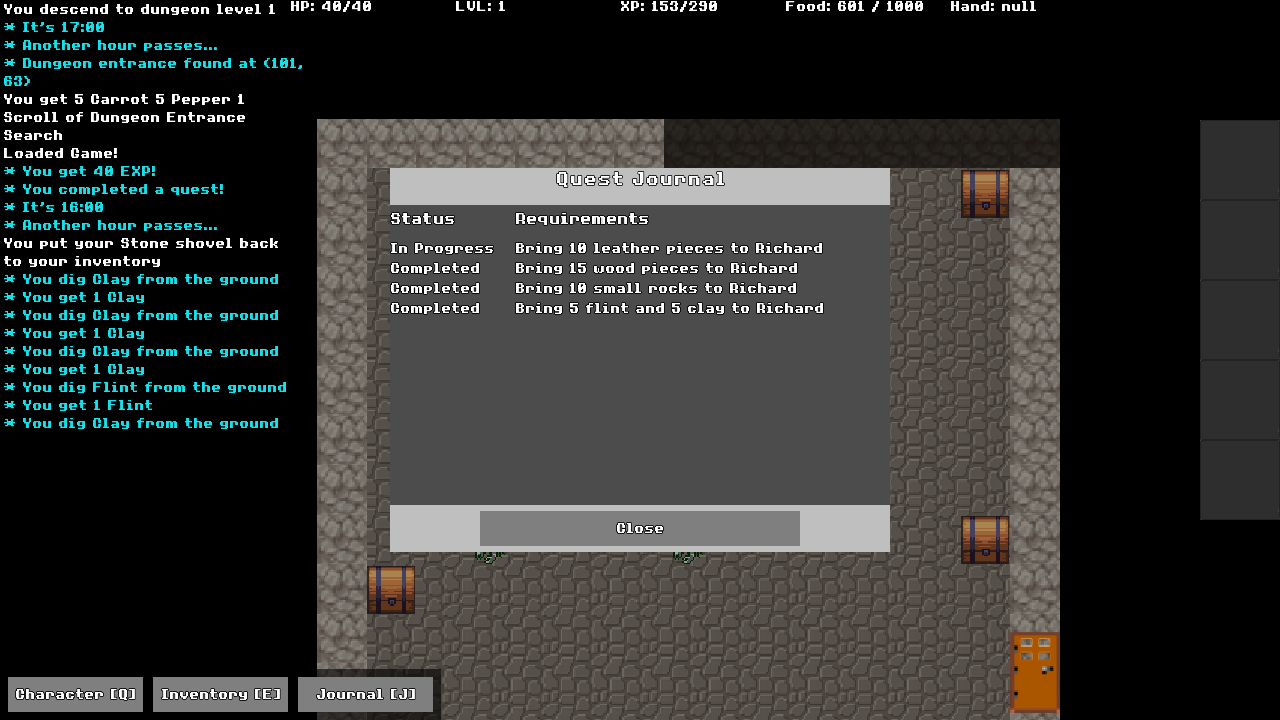 You descend to dungeon level 1
HP: 40/40 LVL: 1 XP: 153/290 Food: 601 / 1000 Hand: null
* It's 17:00
* Another hour passes...
* Dungeon entrance found at (101,
63)
You get 5 Carrot 5 Pepper 1
Scroll of Dungeon Entrance
Search
Loaded Game!
* You get 40 EXP!
* You completed a quest!
* It's 16:00
* Another hour passes...
You put your Stone shovel back
to your inventory
* You dig Clay from the ground
* You get 1 Clay
* You dig Clay from the ground
* You get 1 Clay
* You dig Clay from the ground
* You get 1 Clay
* You dig Flint from the ground
* You get 1 Flint
* You dig Clay from the ground
Quest Journal
Status Requirements
In Progress Bring 10 leather pieces to Richard
Completed Bring 15 wood pieces to Richard
Completed Bring 10 small rocks to Richard
Completed Bring 5 flint and 5 clay to Richard
Close
Character [Q] Inventory [E] Journal [J]